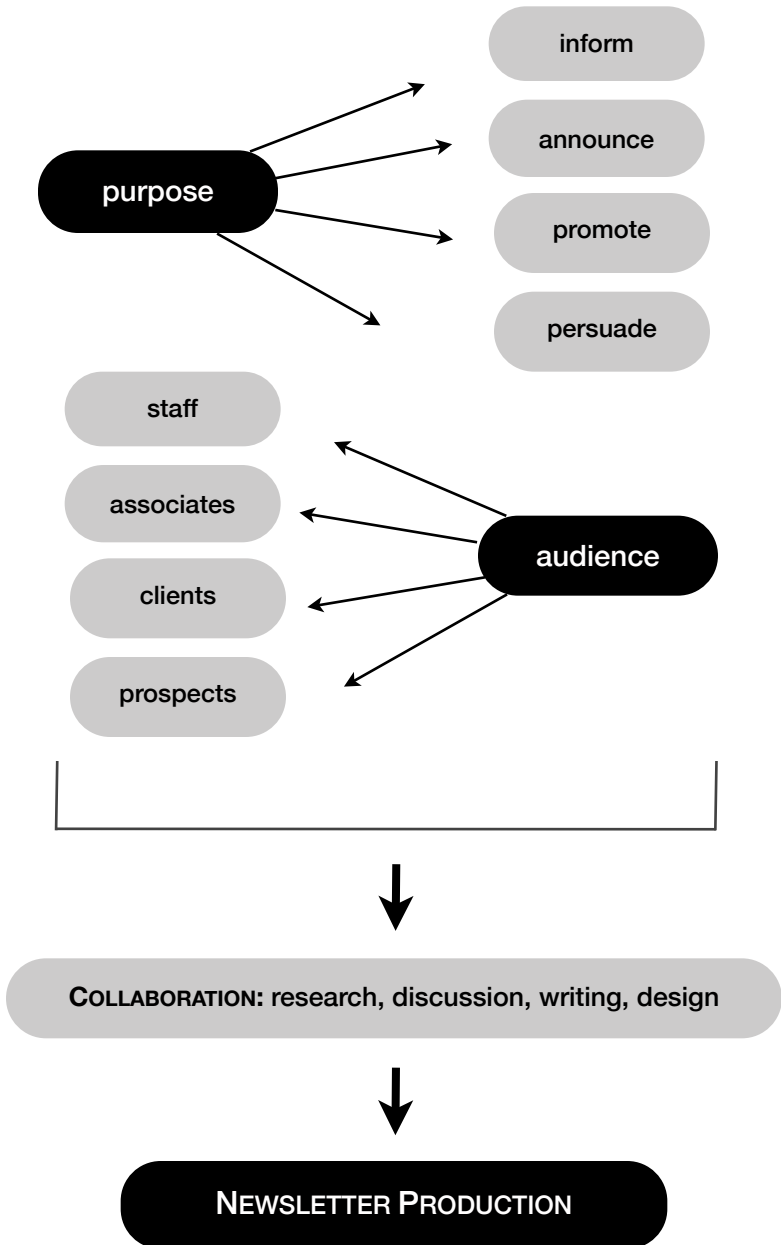 inform
announce
purpose
promote
persuade
staff
associates
audience
clients
prospects
COLLABORATION: research, discussion, writing, design
NEWSLETTER PRODUCTION